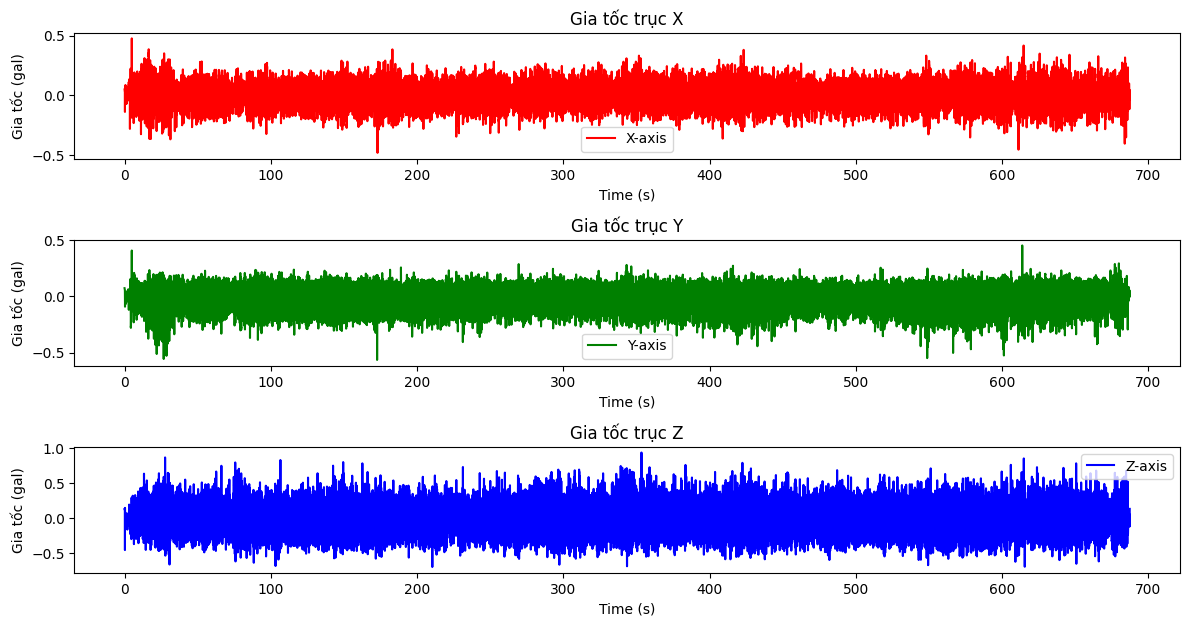 Gia tốc trục X
Gia tốc (gal)
0.5
0.0
−0.5
X-axis
0 100 200 300 400 500 600 700
Time (s)
Gia tốc trục Y
Gia tốc (gal)
0.5
0.0
−0.5
Y-axis
0 100 200 300 400 500 600 700
Time (s)
Gia tốc trục Z
Gia tốc (gal)
1.0
0.5
0.0
−0.5
Z-axis
0 100 200 300 400 500 600 700
Time (s)